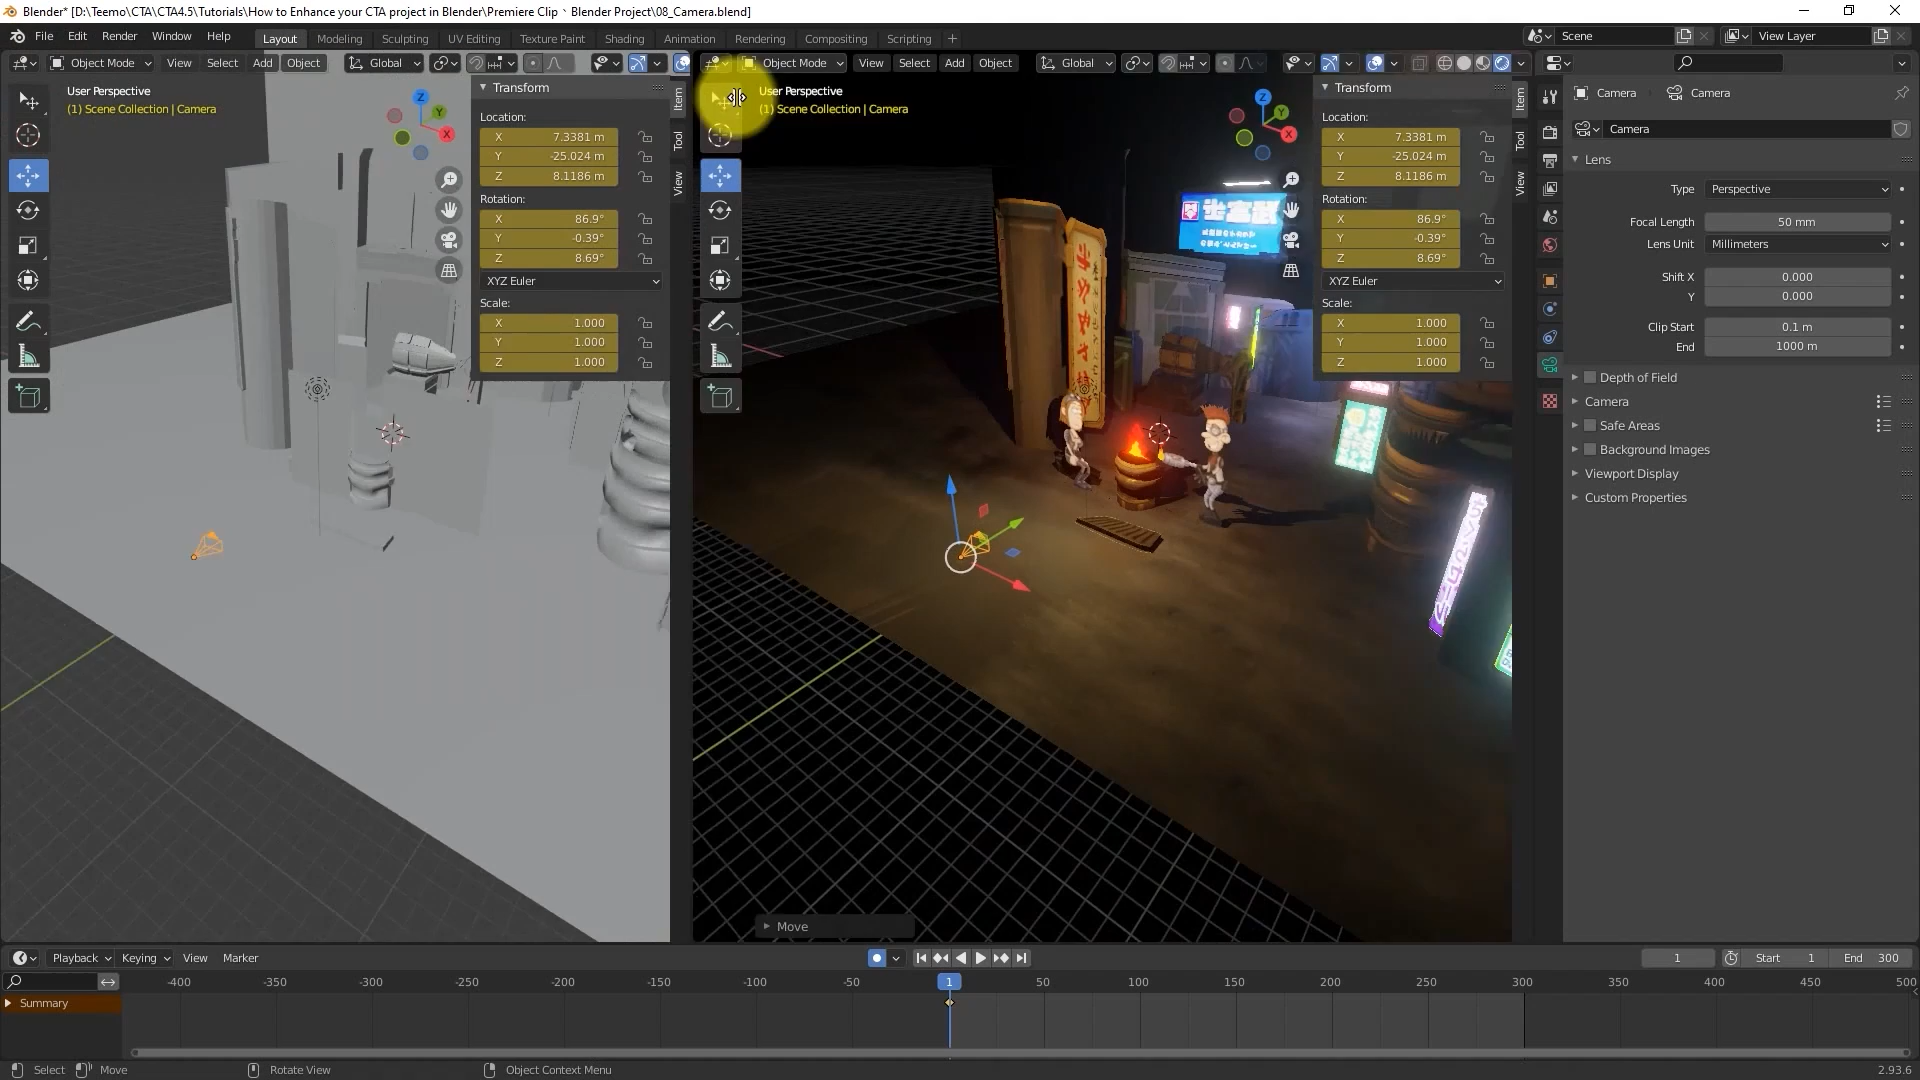 Blender* [D:\Teemo\CTA\CTA4.5\Tutorials\How to Enhance your CTA project in Blender\Premiere Clip、Blender Project\08_Camera.blend]
File Edit Render Window Help Layout Modeling Sculpting UV Editing Texture Paint Shading Animation Rendering Compositing Scripting + Scene View Layer
Object Mode View Select Add Object Global Object Mode View Select Add Object Global
User Perspective
(1) Scene Collection | Camera
Transform
Location:
X 7.3381 m
Y -25.024 m
Z 8.1186 m
Rotation:
X 86.9°
Y -0.39°
Z 8.69°
XYZ Euler
Scale:
X 1.000
Y 1.000
Z 1.000
Item
Tool
View
Z
Y
X
User Perspective
(1) Scene Collection | Camera
Transform
Location:
X 7.3381 m
Y -25.024 m
Z 8.1186 m
Rotation:
X 86.9°
Y -0.39°
Z 8.69°
XYZ Euler
Scale:
X 1.000
Y 1.000
Z 1.000
Item
Tool
View
Z
Y
X
Move
Camera Camera
Camera
Lens
Type Perspective
Focal Length 50 mm
Lens Unit Millimeters
Shift X 0.000
Y 0.000
Clip Start 0.1 m
End 1000 m
Depth of Field
Camera
Safe Areas
Background Images
Viewport Display
Custom Properties
Playback Keying View Marker 1 Start 1 End 300
-400 -350 -300 -250 -200 -150 -100 -50 1 50 100 150 200 250 300 350 400 450 500
Summary
Select Move Rotate View Object Context Menu 2.93.6